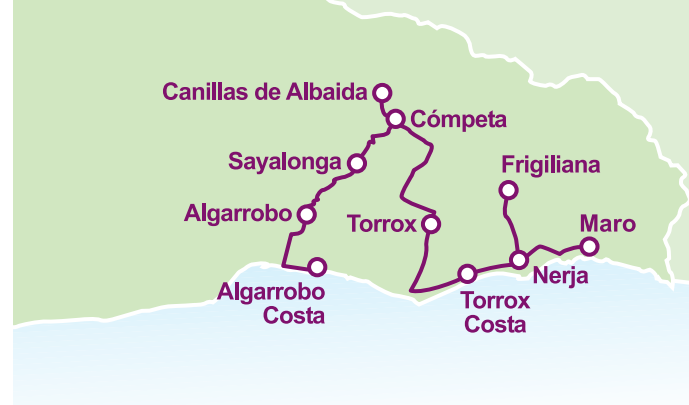 Canillas de Albaida
Cómpeta
Sayalonga
Frigiliana
Algarrobo
Torrox
Maro
Nerja
Algarrobo
Costa
Torrox
Costa